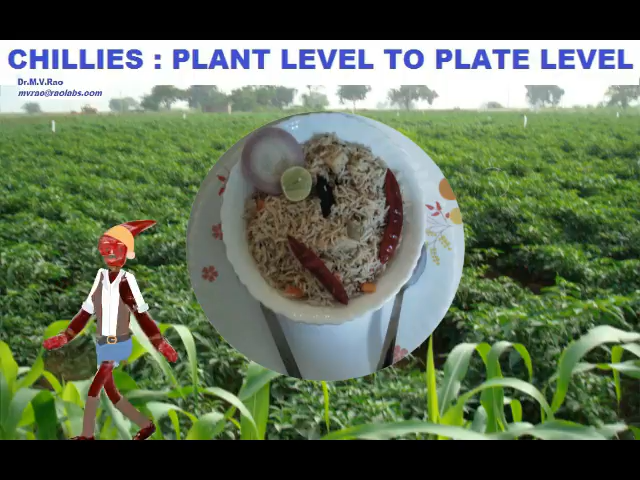 CHILLIES : PLANT LEVEL TO PLATE LEVEL
Dr.M.V.Rao
mvrao@raolabs.com